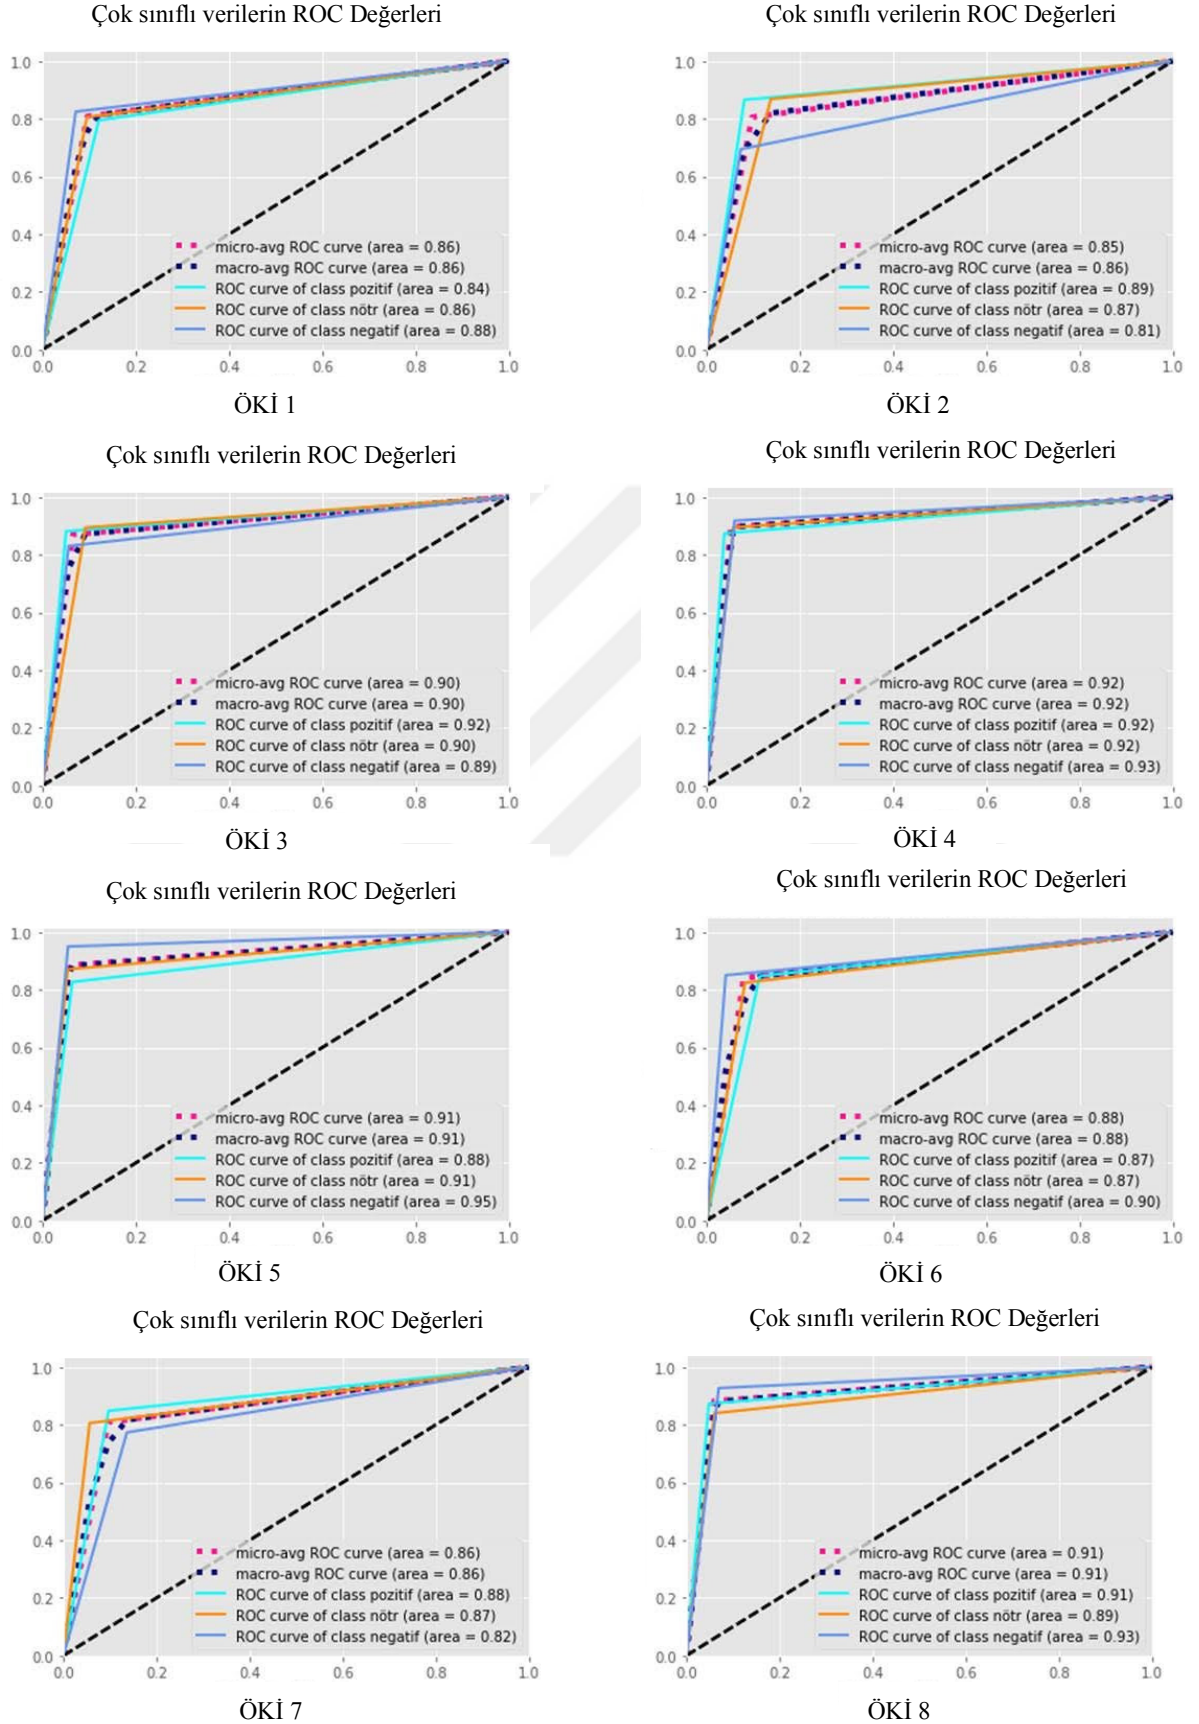 Çok sınıflı verilerin ROC Değerleri
1.0
0.8
0.6
0.4
0.2
0.0
micro-avg ROC curve (area = 0.86)
macro-avg ROC curve (area = 0.86)
ROC curve of class pozitif (area = 0.84)
ROC curve of class nötr (area = 0.86)
ROC curve of class negatif (area = 0.88)
0.0 0.2 0.4 0.6 0.8 1.0
ÖKİ 1
Çok sınıflı verilerin ROC Değerleri
1.0
0.8
0.6
0.4
0.2
0.0
micro-avg ROC curve (area = 0.85)
macro-avg ROC curve (area = 0.86)
ROC curve of class pozitif (area = 0.89)
ROC curve of class nötr (area = 0.87)
ROC curve of class negatif (area = 0.81)
0.0 0.2 0.4 0.6 0.8 1.0
ÖKİ 2
Çok sınıflı verilerin ROC Değerleri
1.0
0.8
0.6
0.4
0.2
0.0
micro-avg ROC curve (area = 0.90)
macro-avg ROC curve (area = 0.90)
ROC curve of class pozitif (area = 0.92)
ROC curve of class nötr (area = 0.90)
ROC curve of class negatif (area = 0.89)
0.0 0.2 0.4 0.6 0.8 1.0
ÖKİ 3
Çok sınıflı verilerin ROC Değerleri
1.0
0.8
0.6
0.4
0.2
0.0
micro-avg ROC curve (area = 0.92)
macro-avg ROC curve (area = 0.92)
ROC curve of class pozitif (area = 0.92)
ROC curve of class nötr (area = 0.92)
ROC curve of class negatif (area = 0.93)
0.0 0.2 0.4 0.6 0.8 1.0
ÖKİ 4
Çok sınıflı verilerin ROC Değerleri
1.0
0.8
0.6
0.4
0.2
0.0
micro-avg ROC curve (area = 0.91)
macro-avg ROC curve (area = 0.91)
ROC curve of class pozitif (area = 0.88)
ROC curve of class nötr (area = 0.91)
ROC curve of class negatif (area = 0.95)
0.0 0.2 0.4 0.6 0.8 1.0
ÖKİ 5
Çok sınıflı verilerin ROC Değerleri
1.0
0.8
0.6
0.4
0.2
0.0
micro-avg ROC curve (area = 0.88)
macro-avg ROC curve (area = 0.88)
ROC curve of class pozitif (area = 0.87)
ROC curve of class nötr (area = 0.87)
ROC curve of class negatif (area = 0.90)
0.0 0.2 0.4 0.6 0.8 1.0
ÖKİ 6
Çok sınıflı verilerin ROC Değerleri
1.0
0.8
0.6
0.4
0.2
0.0
micro-avg ROC curve (area = 0.86)
macro-avg ROC curve (area = 0.86)
ROC curve of class pozitif (area = 0.88)
ROC curve of class nötr (area = 0.87)
ROC curve of class negatif (area = 0.82)
0.0 0.2 0.4 0.6 0.8 1.0
ÖKİ 7
Çok sınıflı verilerin ROC Değerleri
1.0
0.8
0.6
0.4
0.2
0.0
micro-avg ROC curve (area = 0.91)
macro-avg ROC curve (area = 0.91)
ROC curve of class pozitif (area = 0.91)
ROC curve of class nötr (area = 0.89)
ROC curve of class negatif (area = 0.93)
0.0 0.2 0.4 0.6 0.8 1.0
ÖKİ 8